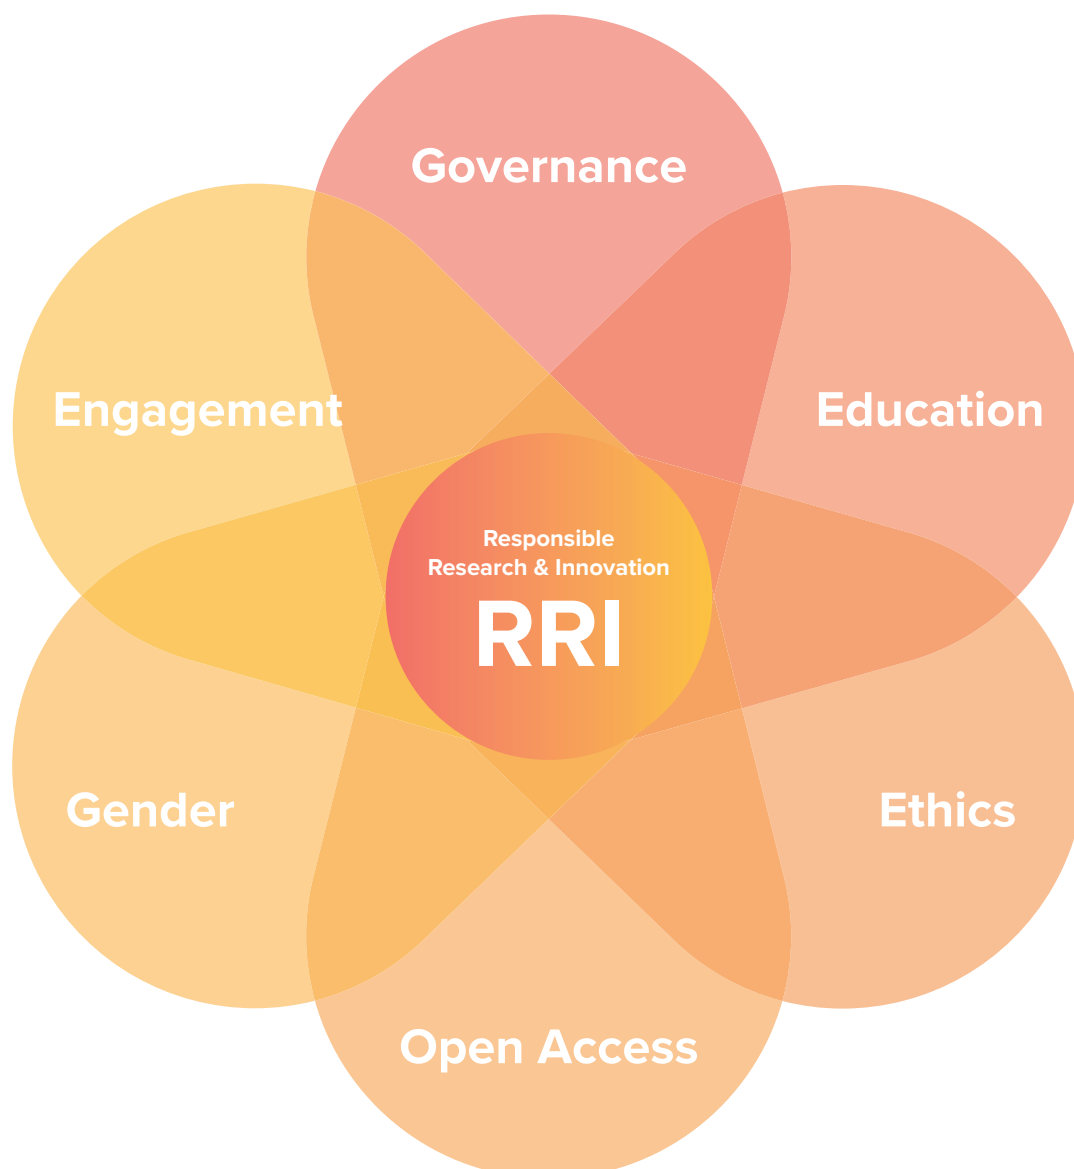 Governance
Engagement
Education
Responsible
Research & Innovation
RRI
Gender
Ethics
Open Access